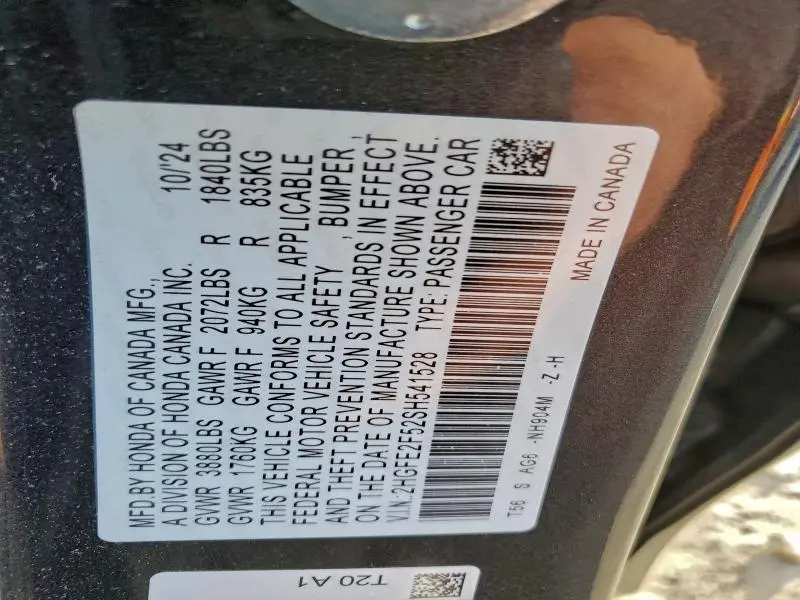 MFD BY HONDA OF CANADA MFG., 10/24
A DIVISION OF HONDA CANADA INC.
GVWR 3880LBS GAWR F 2072LBS R 1840LBS
GVWR 1760KG GAWR F 940KG R 835KG
THIS VEHICLE CONFORMS TO ALL APPLICABLE
FEDERAL MOTOR VEHICLE SAFETY , BUMPER ,
AND THEFT PREVENTION STANDARDS IN EFFECT
ON THE DATE OF MANUFACTURE SHOWN ABOVE.
V.I.N: 2HGFE2F52SH541528 TYPE: PASSENGER CAR
T56 S AG6 -NH904M -Z -H
MADE IN CANADA
T20 A1